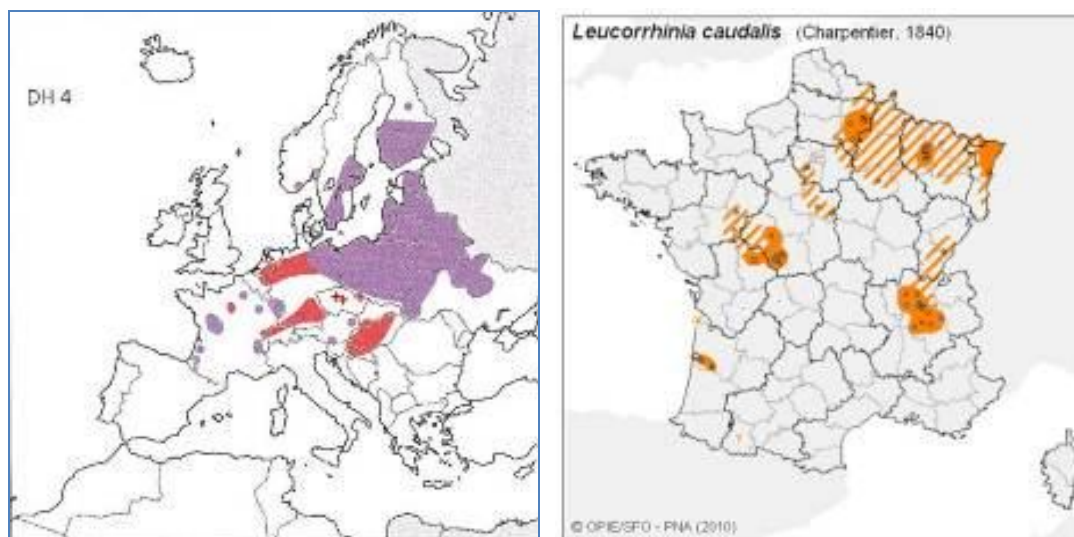 DH 4
Leucorrhinia caudalis (Charpentier, 1840)
© OPIE/SFO - PNA (2010)